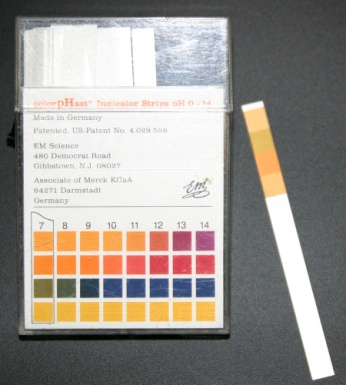 colorpHast® Indicator Strips pH 0 - 14
Made in Germany
Patented. US-Patent No. 4.029.598
EM Science
480 Democrat Road
Gibbstown, N.J. 08027
Associate of Merck KGaA
64271 Darmstadt
Germany
EM
7 8 9 10 11 12 13 14